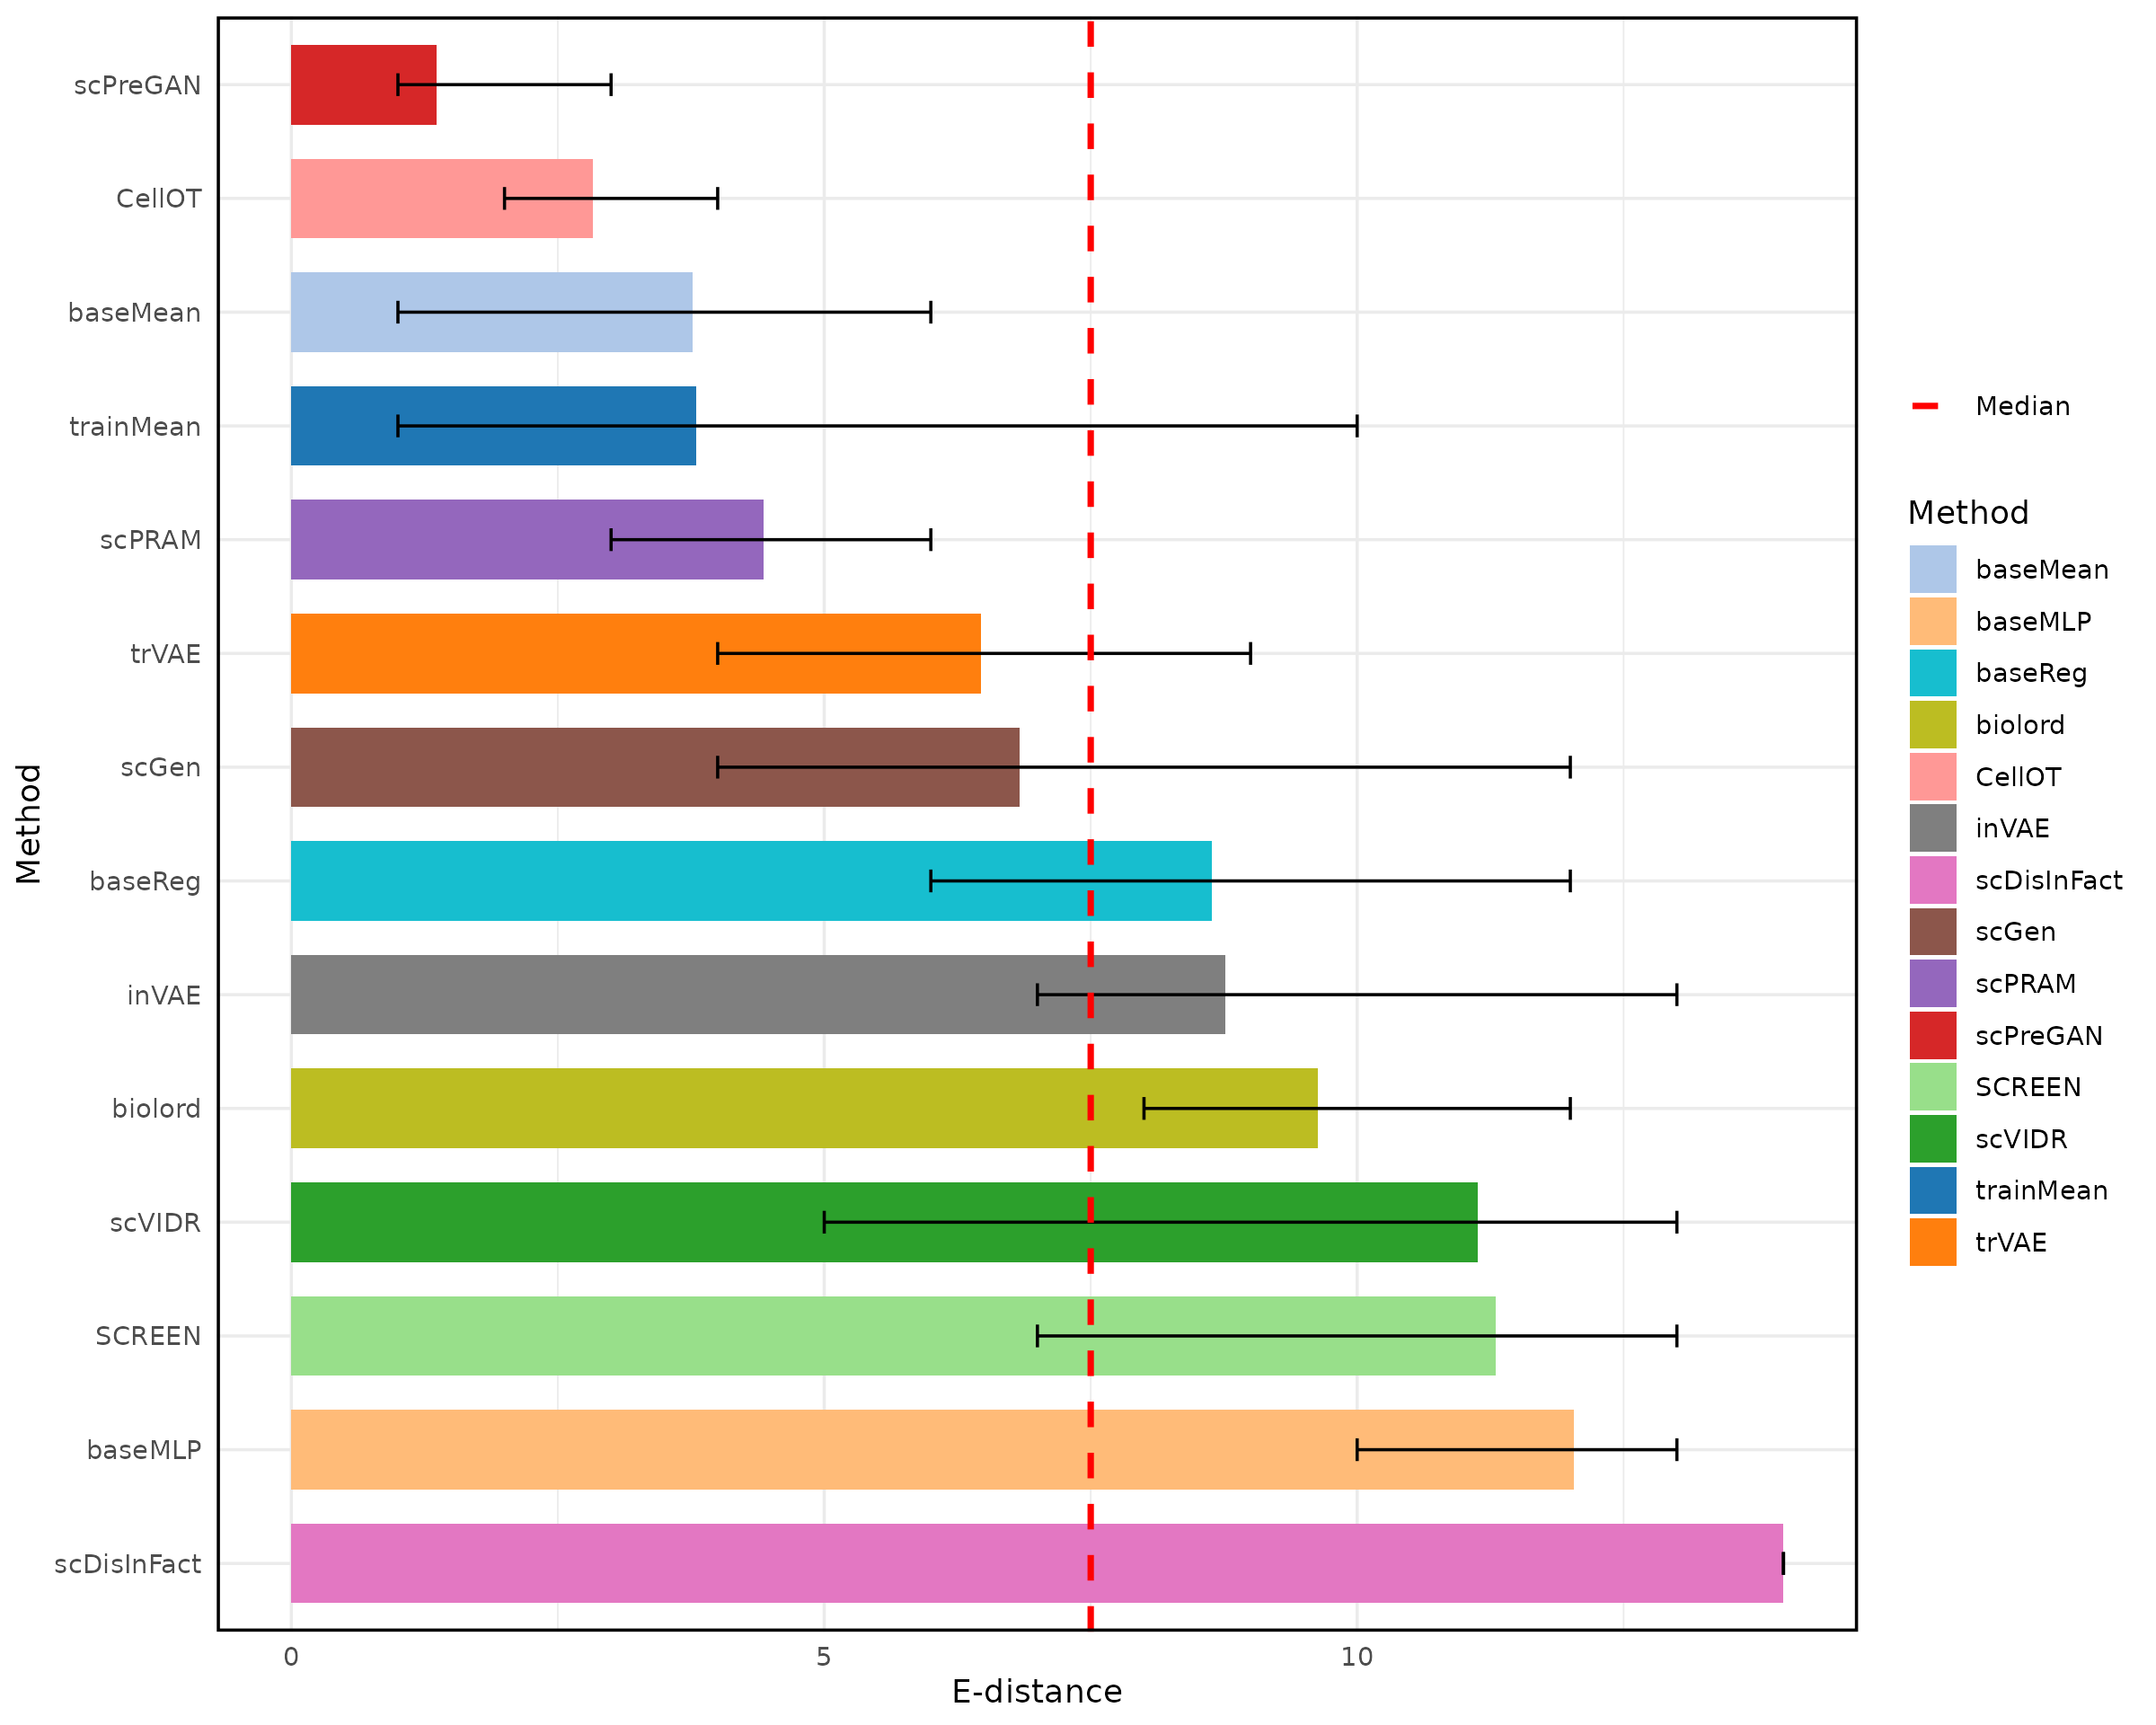 Method
scPreGAN
CellOT
baseMean
trainMean
scPRAM
trVAE
scGen
baseReg
inVAE
biolord
scVIDR
SCREEN
baseMLP
scDisInFact
0 5 10
E-distance
Median
Method
baseMean
baseMLP
baseReg
biolord
CellOT
inVAE
scDisInFact
scGen
scPRAM
scPreGAN
SCREEN
scVIDR
trainMean
trVAE